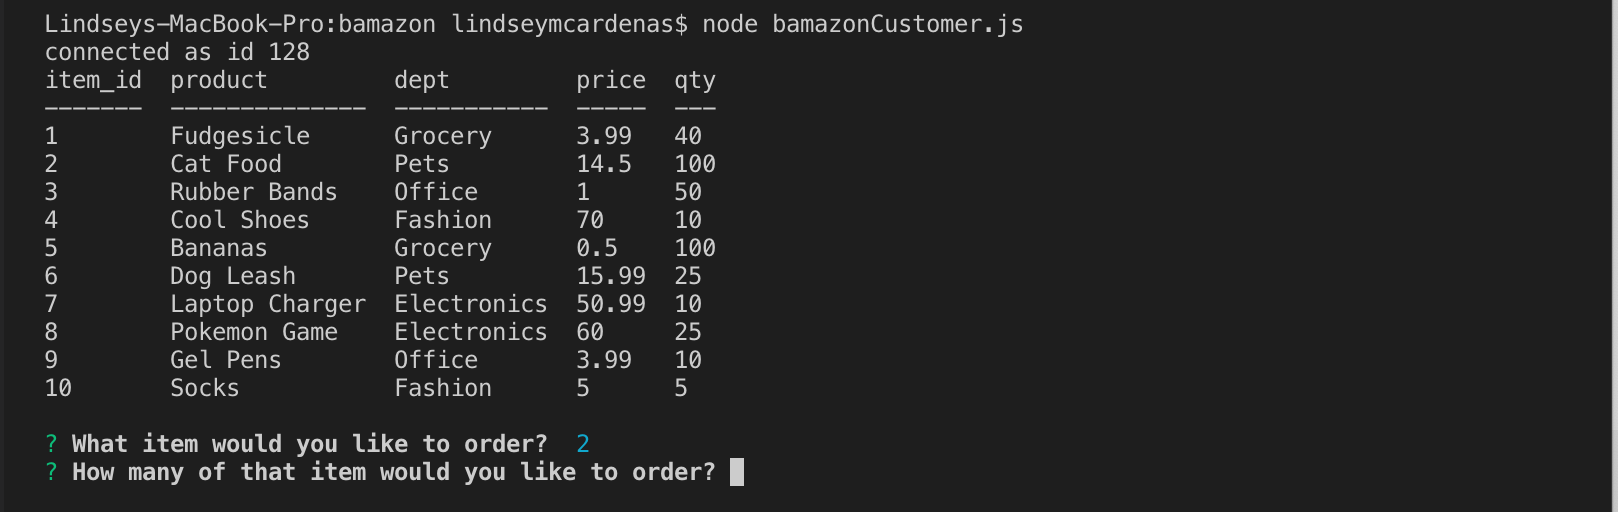 Lindseys-MacBook-Pro:bamazon lindseymcardenas$ node bamazonCustomer.js
connected as id 128
item_id  product         dept         price  qty
-------  --------------  -----------  -----  ---
1        Fudgesicle      Grocery      3.99   40
2        Cat Food        Pets         14.5   100
3        Rubber Bands    Office       1      50
4        Cool Shoes      Fashion      70     10
5        Bananas         Grocery      0.5    100
6        Dog Leash       Pets         15.99  25
7        Laptop Charger  Electronics  50.99  10
8        Pokemon Game    Electronics  60     25
9        Gel Pens        Office       3.99   10
10       Socks           Fashion      5      5
? What item would you like to order?  2
? How many of that item would you like to order?